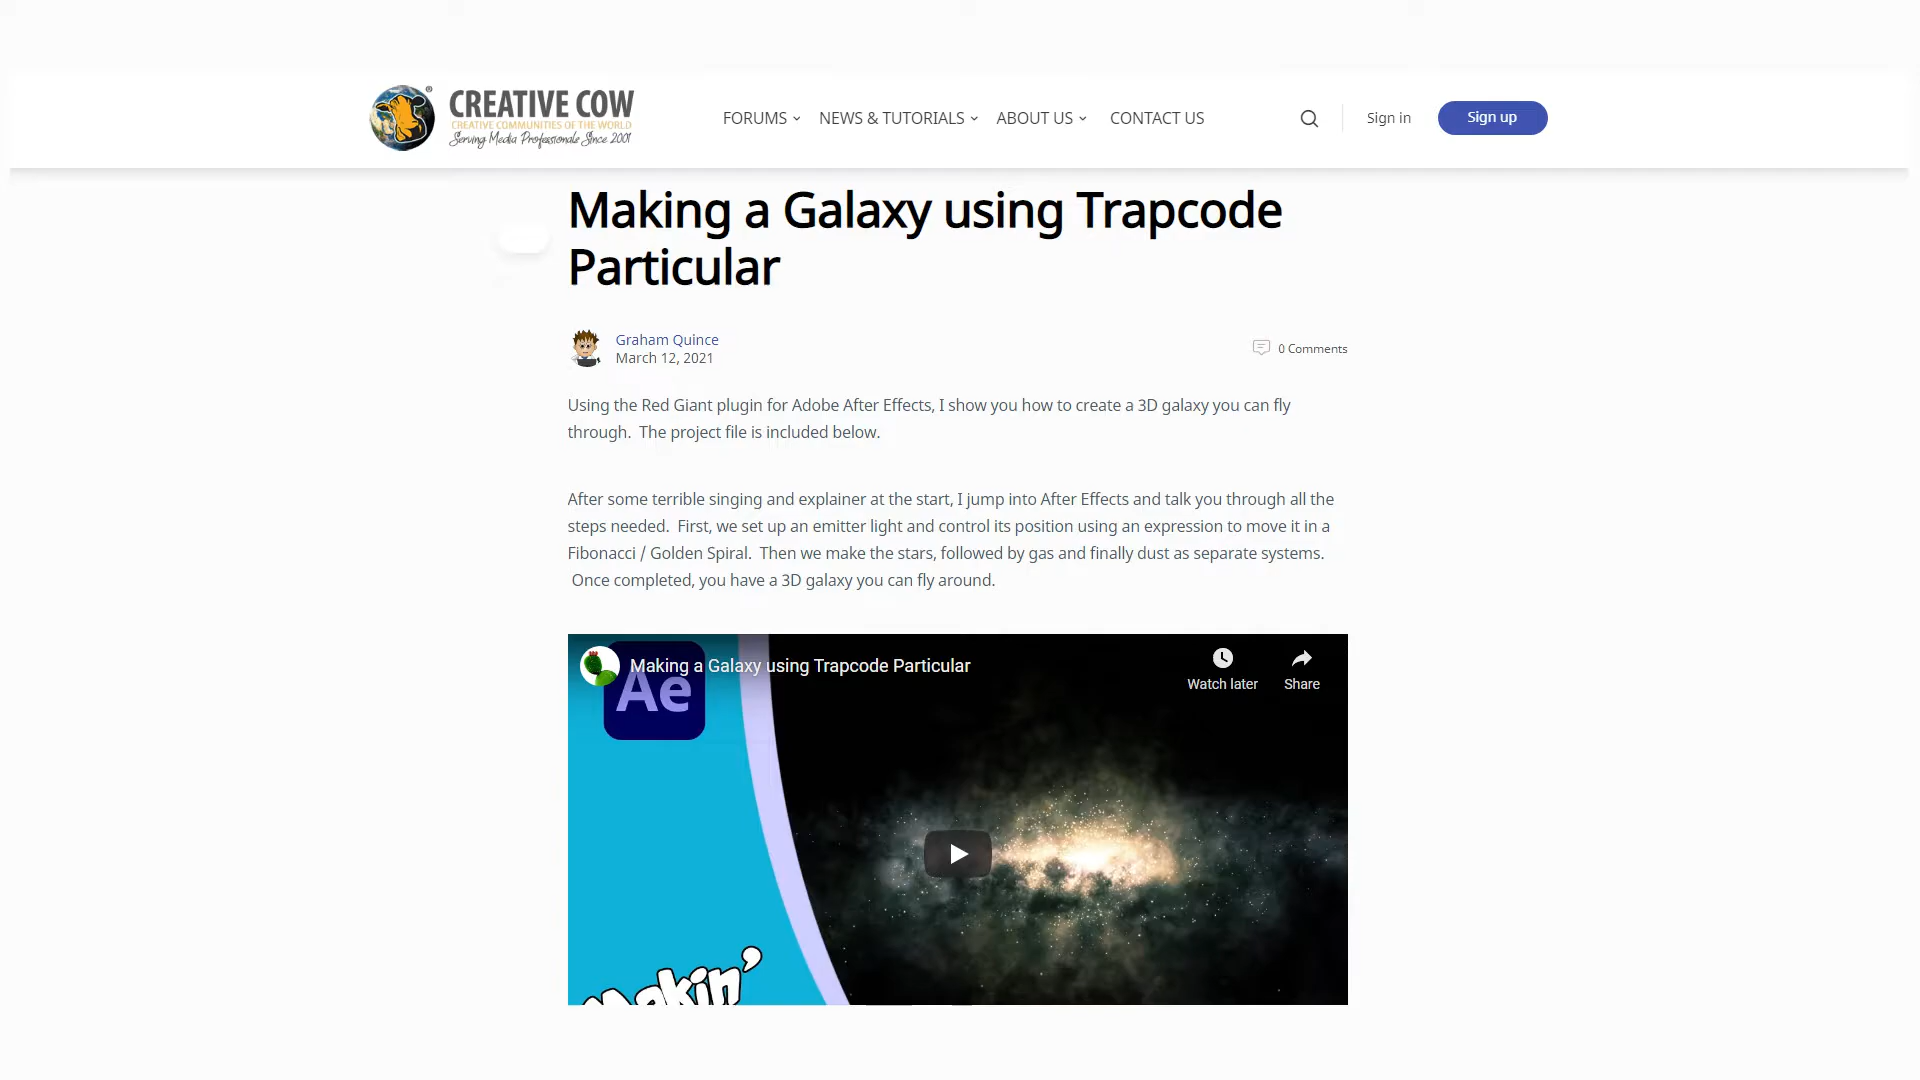 CREATIVE COW
CREATIVE COMMUNITIES OF THE WORLD
Serving Media Professionals Since 2001
FORUMS NEWS & TUTORIALS ABOUT US CONTACT US Sign in Sign up
Making a Galaxy using Trapcode
Particular
Graham Quince
March 12, 2021
0 Comments
Using the Red Giant plugin for Adobe After Effects, I show you how to create a 3D galaxy you can fly
through. The project file is included below.
After some terrible singing and explainer at the start, I jump into After Effects and talk you through all the
steps needed. First, we set up an emitter light and control its position using an expression to move it in a
Fibonacci / Golden Spiral. Then we make the stars, followed by gas and finally dust as separate systems.
Once completed, you have a 3D galaxy you can fly around.
Making a Galaxy using Trapcode Particular
Watch later Share
Ae
Makin'